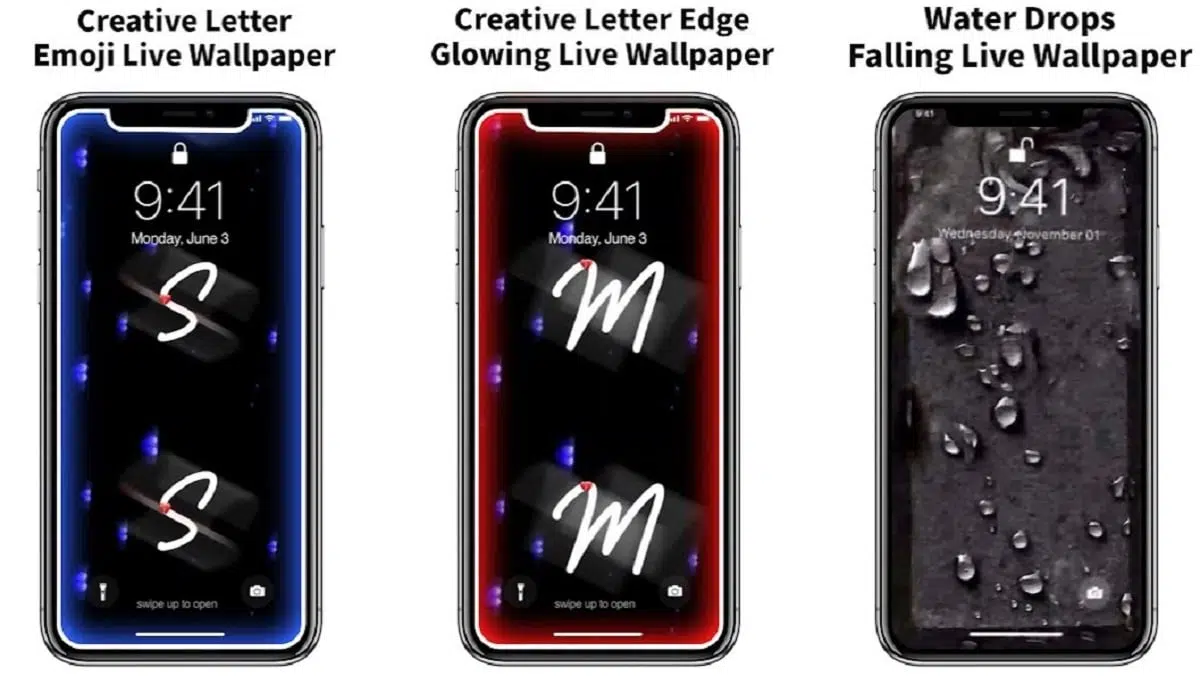 Creative Letter
Emoji Live Wallpaper
9:41
Monday, June 3
S
S
swipe up to open
Creative Letter Edge
Glowing Live Wallpaper
9:41
Monday, June 3
M
M
swipe up to open
Water Drops
Falling Live Wallpaper
9:41
9:41
Wednesday November 01